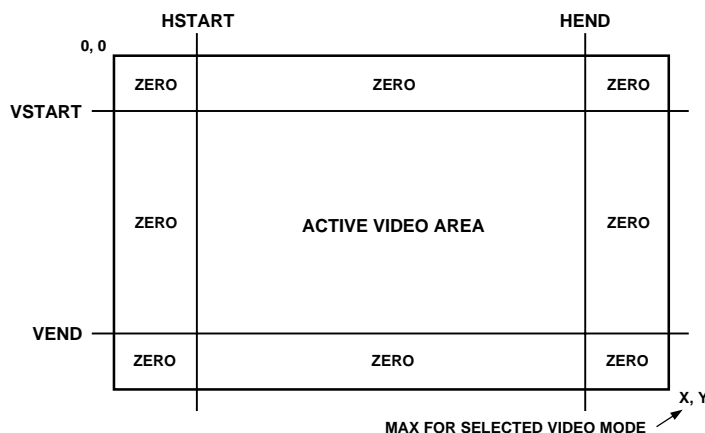 HSTART HEND
0, 0
ZERO ZERO ZERO
VSTART
ZERO ACTIVE VIDEO AREA ZERO
VEND
ZERO ZERO ZERO
X, Y
MAX FOR SELECTED VIDEO MODE